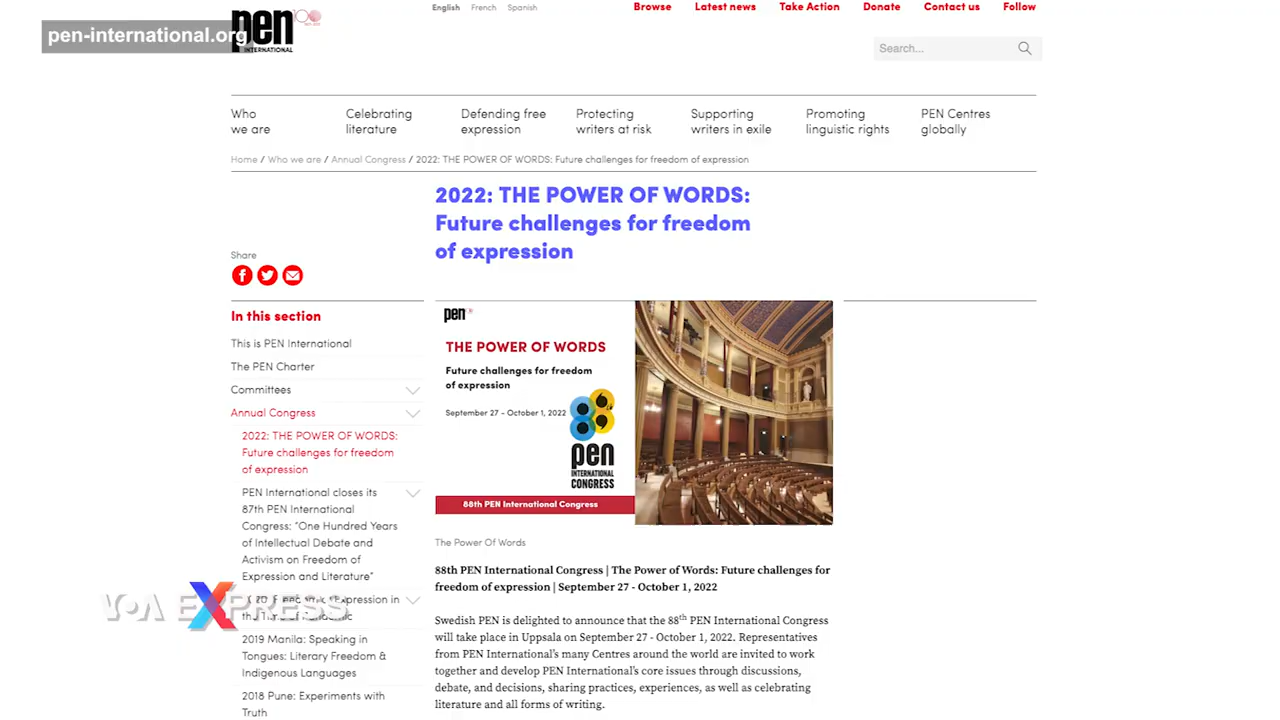 English French Spanish
Browse Latest news Take Action Donate Contact us Follow
pen-international.org
pen
INTERNATIONAL
Search...
Who
we are
Celebrating
literature
Defending free
expression
Protecting
writers at risk
Supporting
writers in exile
Promoting
linguistic rights
PEN Centres
globally
Home / Who we are / Annual Congress / 2022: THE POWER OF WORDS: Future challenges for freedom of expression
2022: THE POWER OF WORDS:
Future challenges for freedom
of expression
Share
In this section
This is PEN International
The PEN Charter
Committees
Annual Congress
2022: THE POWER OF WORDS:
Future challenges for freedom
of expression
PEN International closes its
87th PEN International
Congress: "One Hundred Years
of Intellectual Debate and
Activism on Freedom of
Expression and Literature"
Expression in
VOA EXPRESS
2019 Manila: Speaking in
Tongues: Literary Freedom &
Indigenous Languages
2018 Pune: Experiments with
Truth
pen
THE POWER OF WORDS
Future challenges for freedom
of expression
September 27 - October 1, 2022
88
pen
INTERNATIONAL
CONGRESS
88th PEN International Congress
The Power Of Words
88th PEN International Congress | The Power of Words: Future challenges for
freedom of expression | September 27 - October 1, 2022
Swedish PEN is delighted to announce that the 88th PEN International Congress
will take place in Uppsala on September 27 - October 1, 2022. Representatives
from PEN International's many Centres around the world are invited to work
together and develop PEN International's core issues through discussions,
debate, and decisions, sharing practices, experiences, as well as celebrating
literature and all forms of writing.